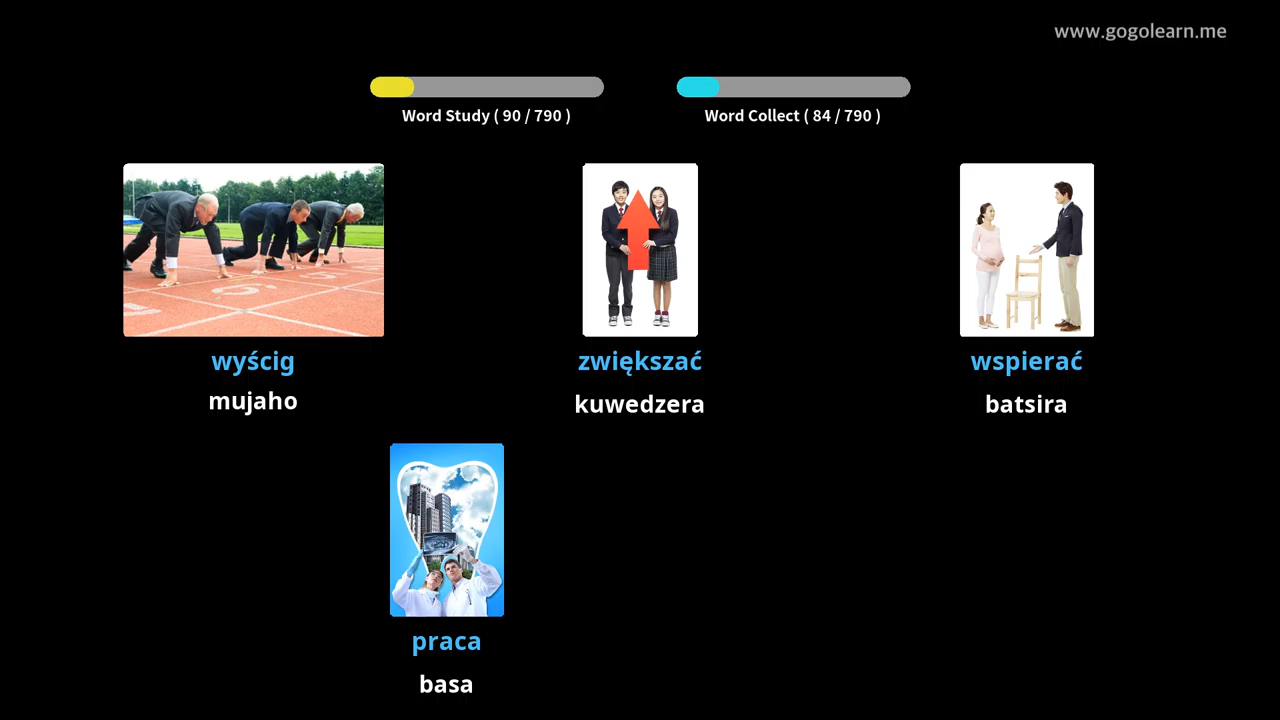 www.gogolearn.me
Word Study ( 90 / 790 )
Word Collect ( 84 / 790 )
wyścig
mujaho
zwiększać
kuwedzera
wspierać
batsira
praca
basa